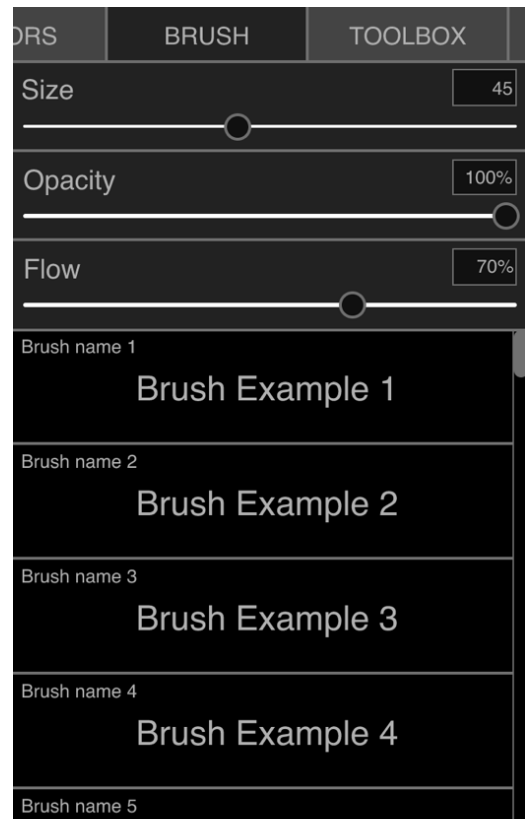 ORS BRUSH TOOLBOX
Size 45
Opacity 100%
Flow 70%
Brush name 1
Brush Example 1
Brush name 2
Brush Example 2
Brush name 3
Brush Example 3
Brush name 4
Brush Example 4
Brush name 5